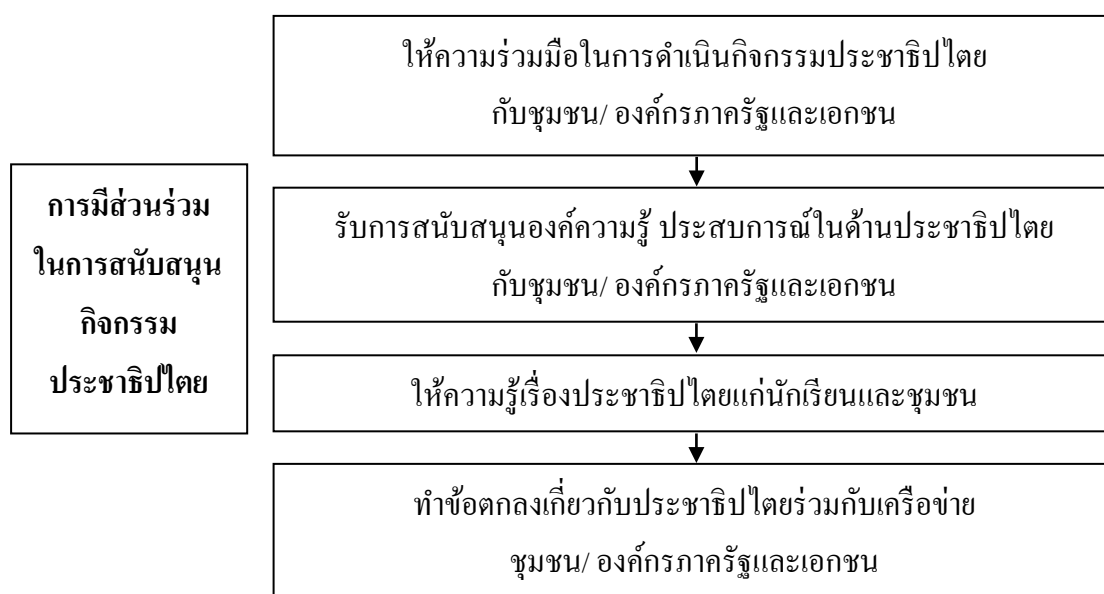 การมีส่วนร่วม
ในการสนับสนุน
กิจกรรม
ประชาธิปไตย
ให้ความร่วมมือในการดำเนินกิจกรรมประชาธิปไตย
กับชุมชน/ องค์กรภาครัฐและเอกชน
รับการสนับสนุนองค์ความรู้ ประสบการณ์ในด้านประชาธิปไตย
กับชุมชน/ องค์กรภาครัฐและเอกชน
ให้ความรู้เรื่องประชาธิปไตยแก่นักเรียนและชุมชน
ทำข้อตกลงเกี่ยวกับประชาธิปไตยร่วมกับเครือข่าย
ชุมชน/ องค์กรภาครัฐและเอกชน